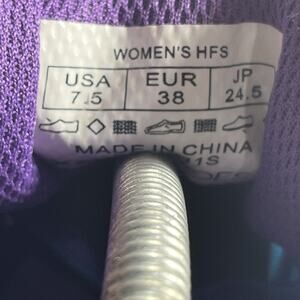 WOMEN'S HFS
USA EUR JP
7.5 38 24.5
MADE IN CHINA